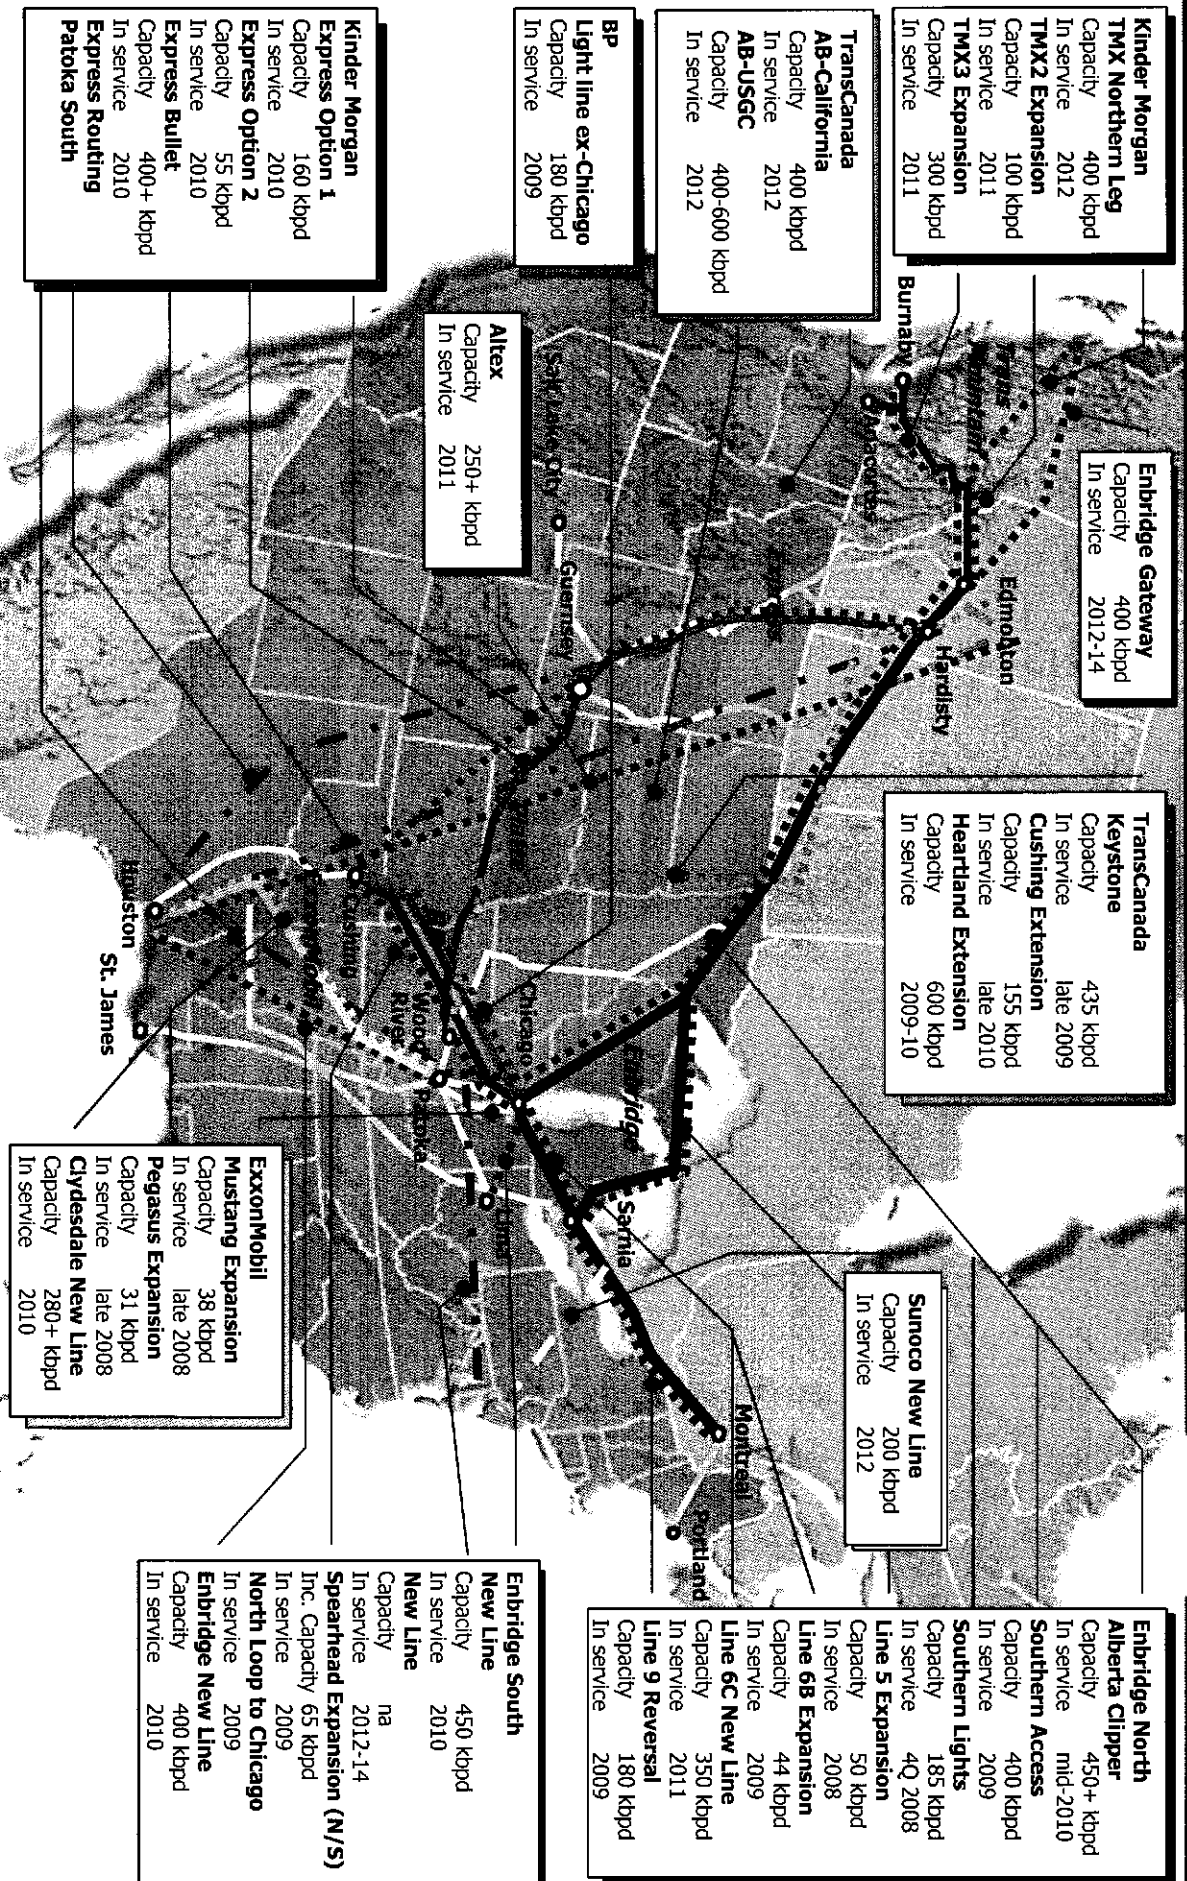 Kinder Morgan
TMX Northern Leg
Capacity 400 kbpd
In service 2012
TMX2 Expansion
Capacity 100 kbpd
In service 2011
TMX3 Expansion
Capacity 300 kbpd
In service 2011
Enbridge Gateway
Capacity 400 kbpd
In service 2012-14
TransCanada
Keystone
Capacity 435 kbpd
In service late 2009
Cushing Extension
Capacity 155 kbpd
In service late 2010
Heartland Extension
Capacity 600 kbpd
In service 2009-10
Sunoco New Line
Capacity 200 kbpd
In service 2012
Enbridge North
Alberta Clipper
Capacity 450+ kbpd
In service mid-2010
Southern Access
Capacity 400 kbpd
In service 2009
Southern Lights
Capacity 185 kbpd
In service 4Q 2008
Line 5 Expansion
Capacity 50 kbpd
In service 2008
Line 6B Expansion
Capacity 44 kbpd
In service 2009
Line 6C New Line
Capacity 350 kbpd
In service 2011
Line 9 Reversal
Capacity 180 kbpd
In service 2009
TransCanada
AB-California
Capacity 400 kbpd
In service 2012
AB-USGC
Capacity 400-600 kbpd
In service 2012
BP
Light line ex-Chicago
Capacity 180 kbpd
In service 2009
Altex
Capacity 250+ kbpd
In service 2011
Kinder Morgan
Express Option 1
Capacity 160 kbpd
In service 2010
Express Option 2
Capacity 55 kbpd
In service 2010
Express Bullet
Capacity 400+ kbpd
In service 2010
Express Routing
Patoka South
ExxonMobil
Mustang Expansion
Capacity 38 kbpd
In service late 2008
Pegasus Expansion
Capacity 31 kbpd
In service late 2008
Clydesdale New Line
Capacity 280+ kbpd
In service 2010
Enbridge South
New Line
Capacity 450 kbpd
In service 2010
New Line
Capacity na
In service 2012-14
Spearhead Expansion (N/S)
Inc. Capacity 65 kbpd
In service 2009
North Loop to Chicago
In service 2009
Enbridge New Line
Capacity 400 kbpd
In service 2010
Trans
Mountain
Burnaby
Anacortes
Edmonton
Hardisty
Express
Salt Lake City
Guernsey
Platte
Enbridge
Chicago
Sarnia
Montreal
Portland
Wood
River
Patoka
Lima
Cushing
ExxonMobil
Houston
St. James